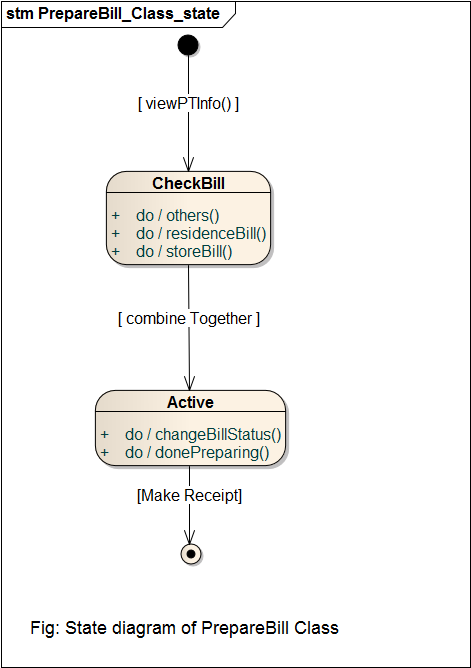 stm PrepareBill_Class_state
[ viewPTInfo() ]
CheckBill
+ do / others()
+ do / residenceBill()
+ do / storeBill()
[ combine Together ]
Active
+ do / changeBillStatus()
+ do / donePreparing()
[Make Receipt]
Fig: State diagram of PrepareBill Class